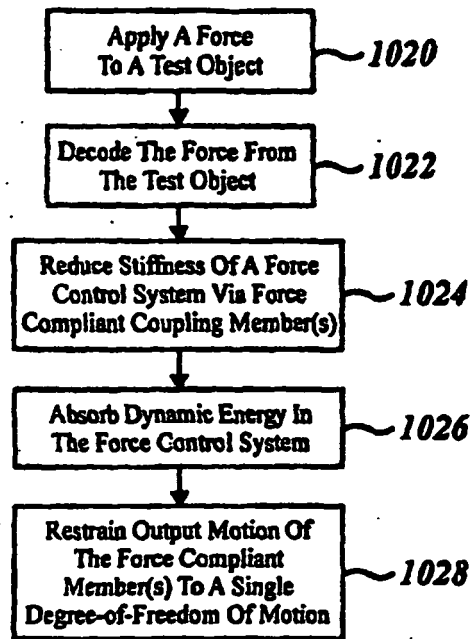 Apply A Force
To A Test Object
1020
Decode The Force From
The Test Object
1022
Reduce Stiffness Of A Force
Control System Via Force
Compliant Coupling Member(s)
1024
Absorb Dynamic Energy In
The Force Control System
1026
Restrain Output Motion Of
The Force Compliant
Member(s) To A Single
Degree-of-Freedom Of Motion
1028